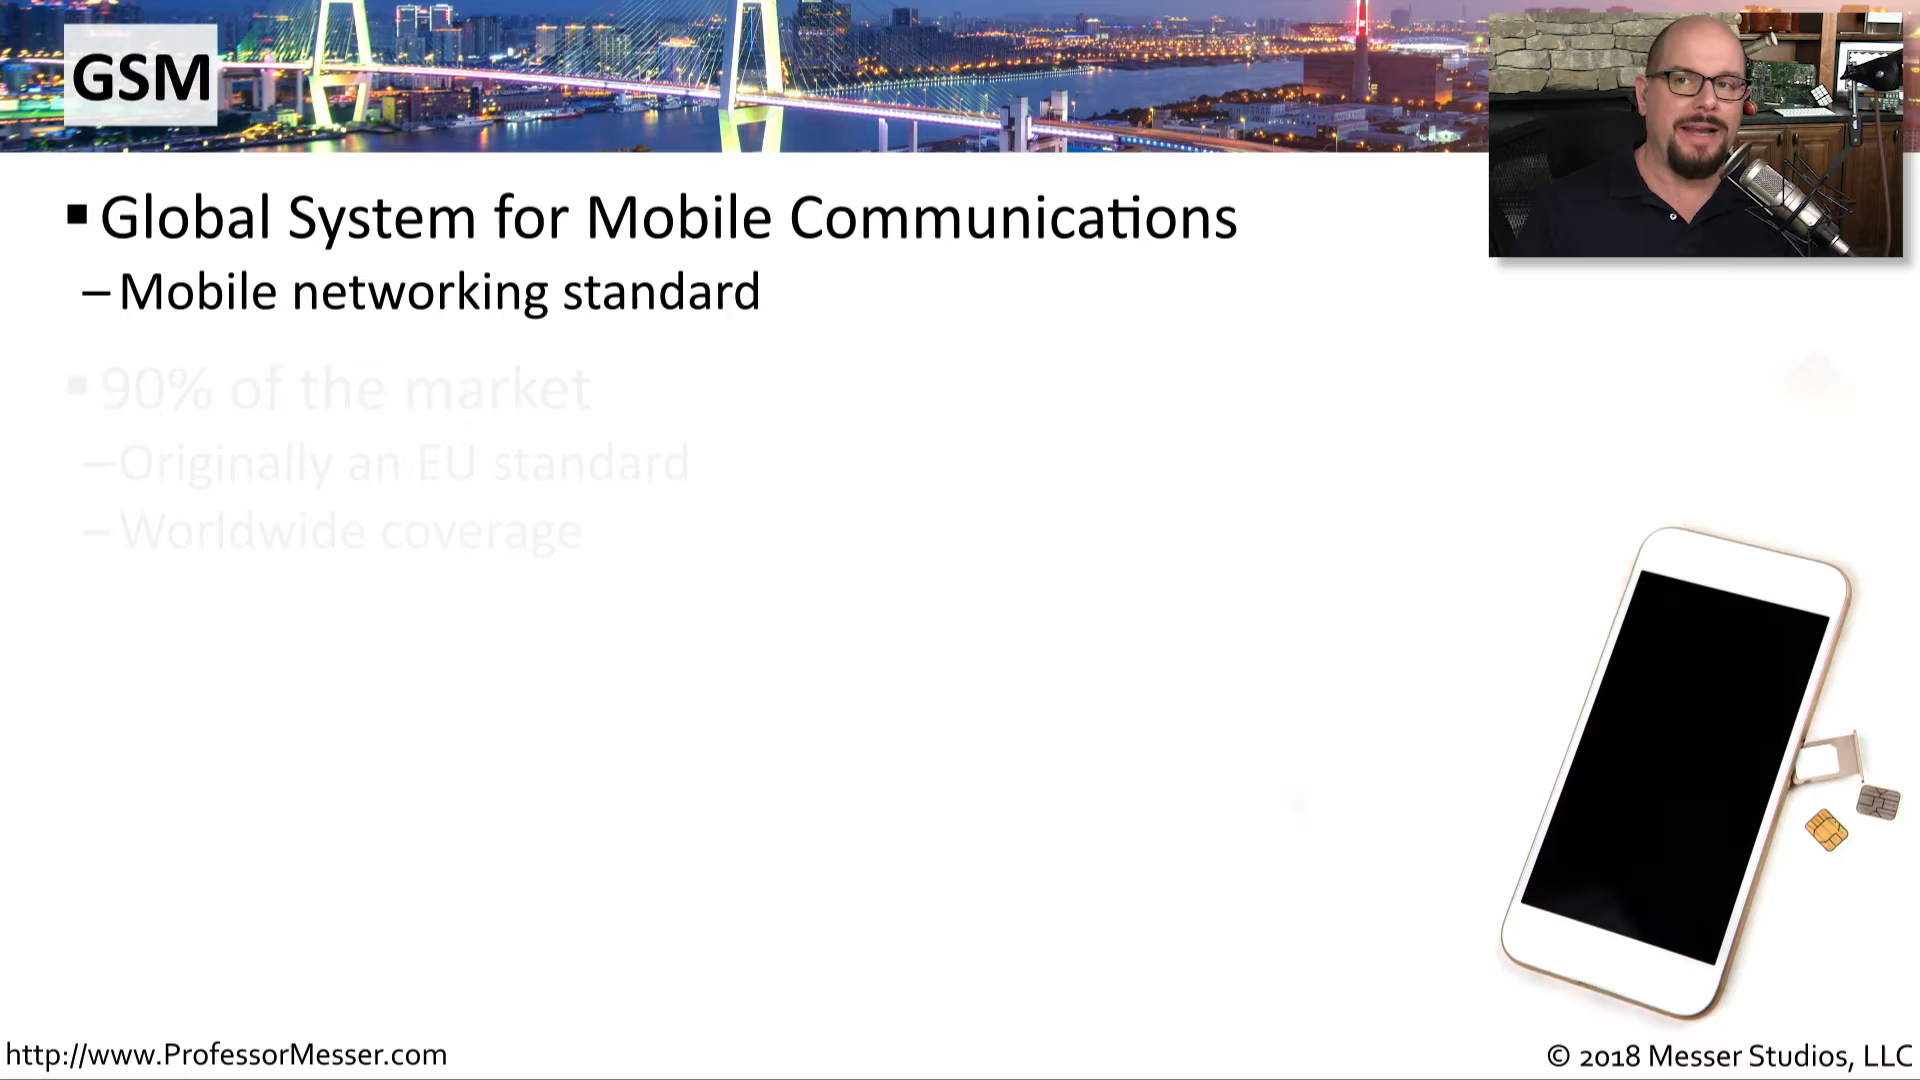 GSM
▪ Global System for Mobile Communications
– Mobile networking standard
▪ 90% of the market
– Originally an EU standard
– Worldwide coverage
http://www.ProfessorMesser.com
© 2018 Messer Studios, LLC